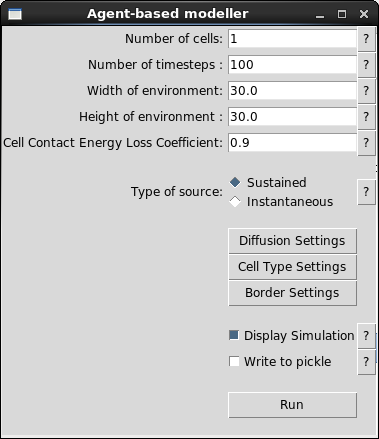 Agent-based modeller
Number of cells: 1 ?
Number of timesteps : 100 ?
Width of environment: 30.0 ?
Height of environment : 30.0 ?
Cell Contact Energy Loss Coefficient: 0.9 ?
Type of source: Sustained ?
Instantaneous
Diffusion Settings
Cell Type Settings
Border Settings
Display Simulation ?
Write to pickle ?
Run